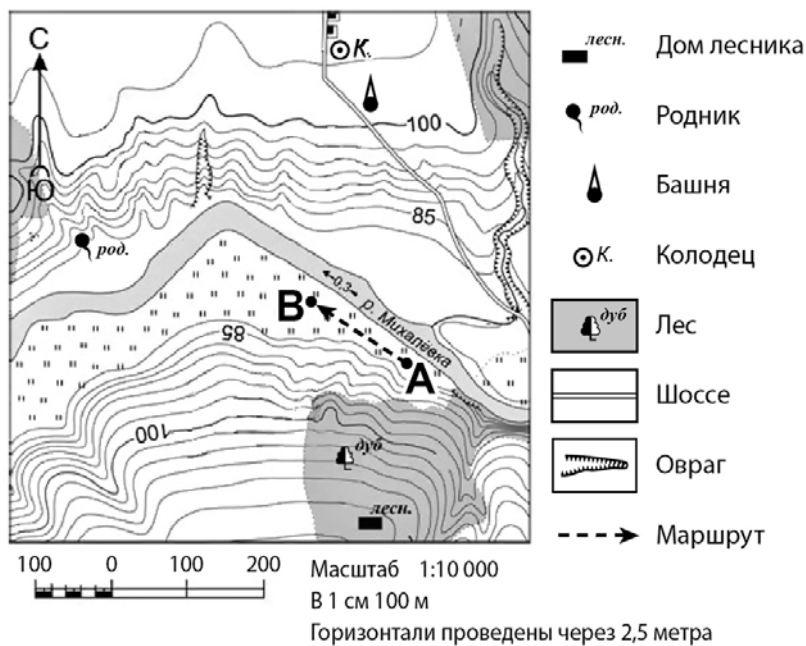 С
Ю
К.
100
85
род.
0,3
р. Михалёвка
В
А
85
100
дуб
лесн.
лесн.
Дом лесника
род.
Родник
Башня
К.
Колодец
дуб
Лес
Шоссе
Овраг
Маршрут
100 0 100 200
Масштаб 1:10 000
В 1 см 100 м
Горизонтали проведены через 2,5 метра